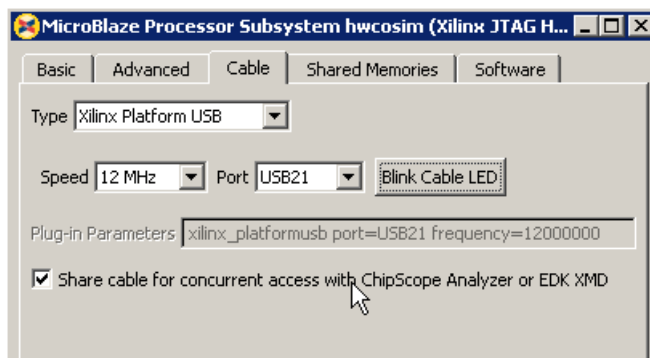 MicroBlaze Processor Subsystem hwcosim (Xilinx JTAG H...
Basic Advanced Cable Shared Memories Software
Type Xilinx Platform USB
Speed 12 MHz Port USB21 Blink Cable LED
Plug-in Parameters xilinx_platformusb port=USB21 frequency=12000000
Share cable for concurrent access with ChipScope Analyzer or EDK XMD